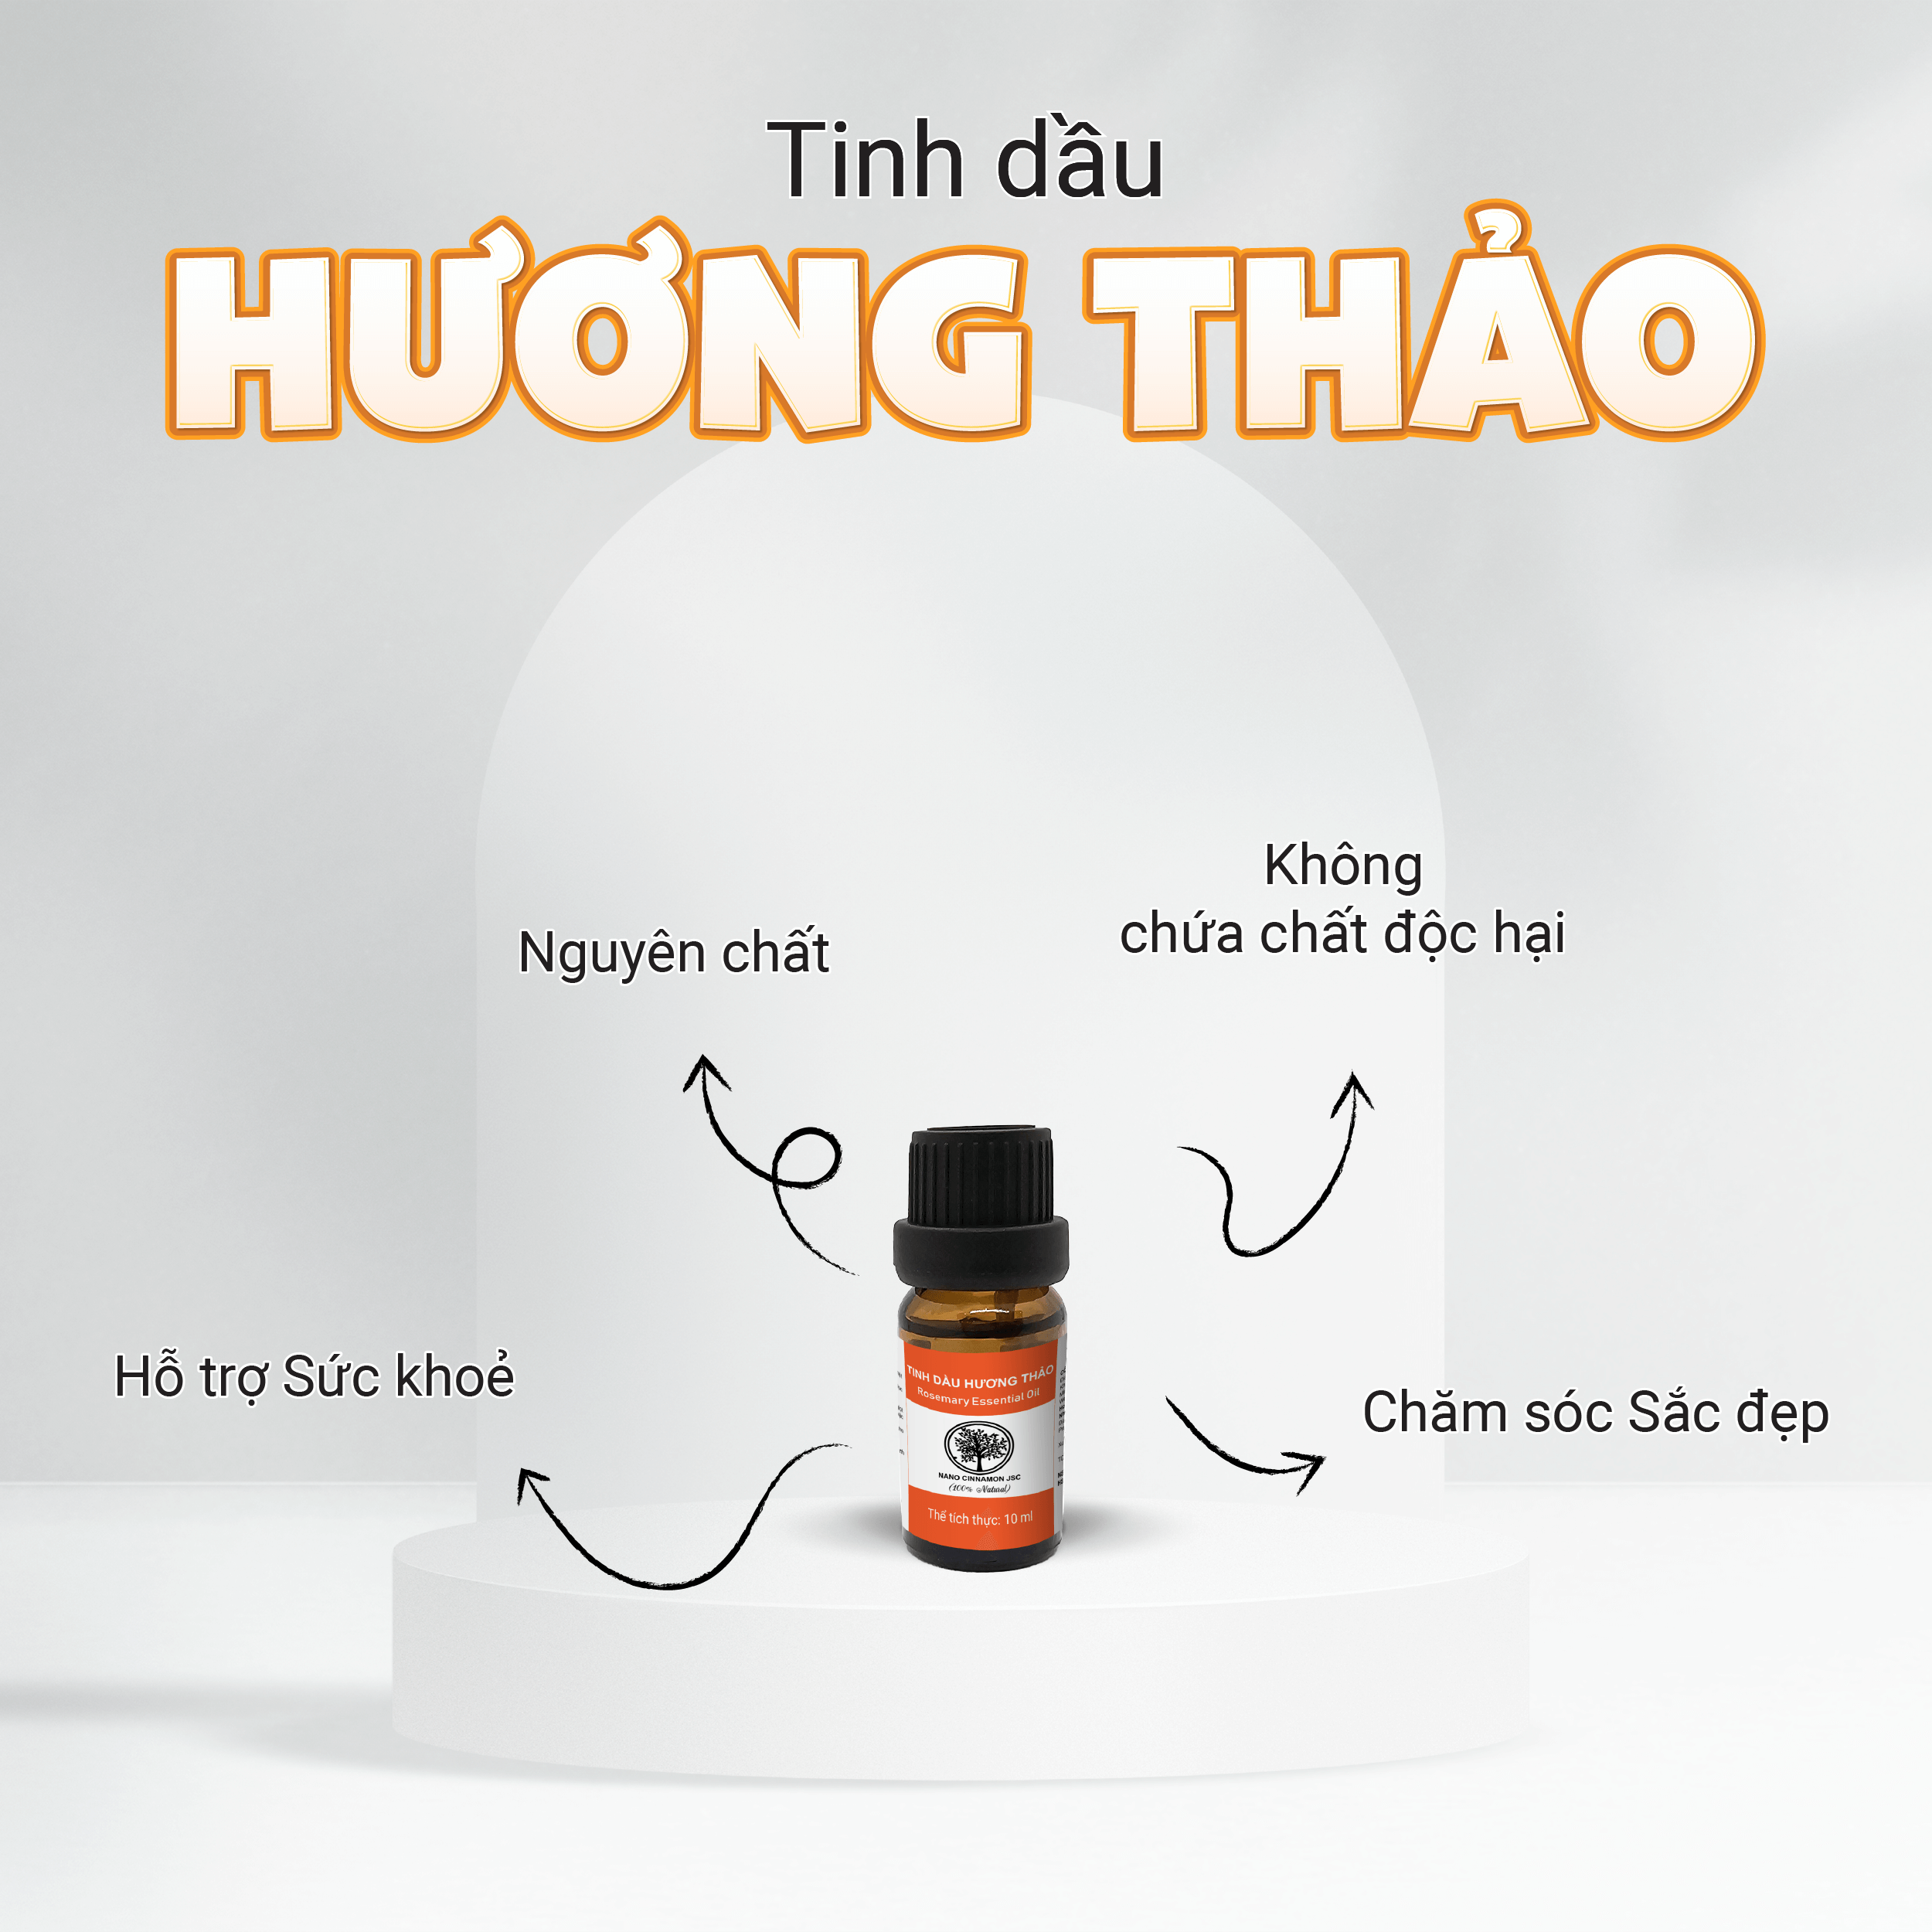 Tinh dầu
HƯƠNG THẢO
Không
chứa chất độc hại
Nguyên chất
Hỗ trợ Sức khoẻ
Chăm sóc Sắc đẹp
TINH DẦU HƯƠNG THẢO
Rosemary Essential Oil
NANO CINNAMON JSC
(100% Natural)
Thể tích thực: 10 ml